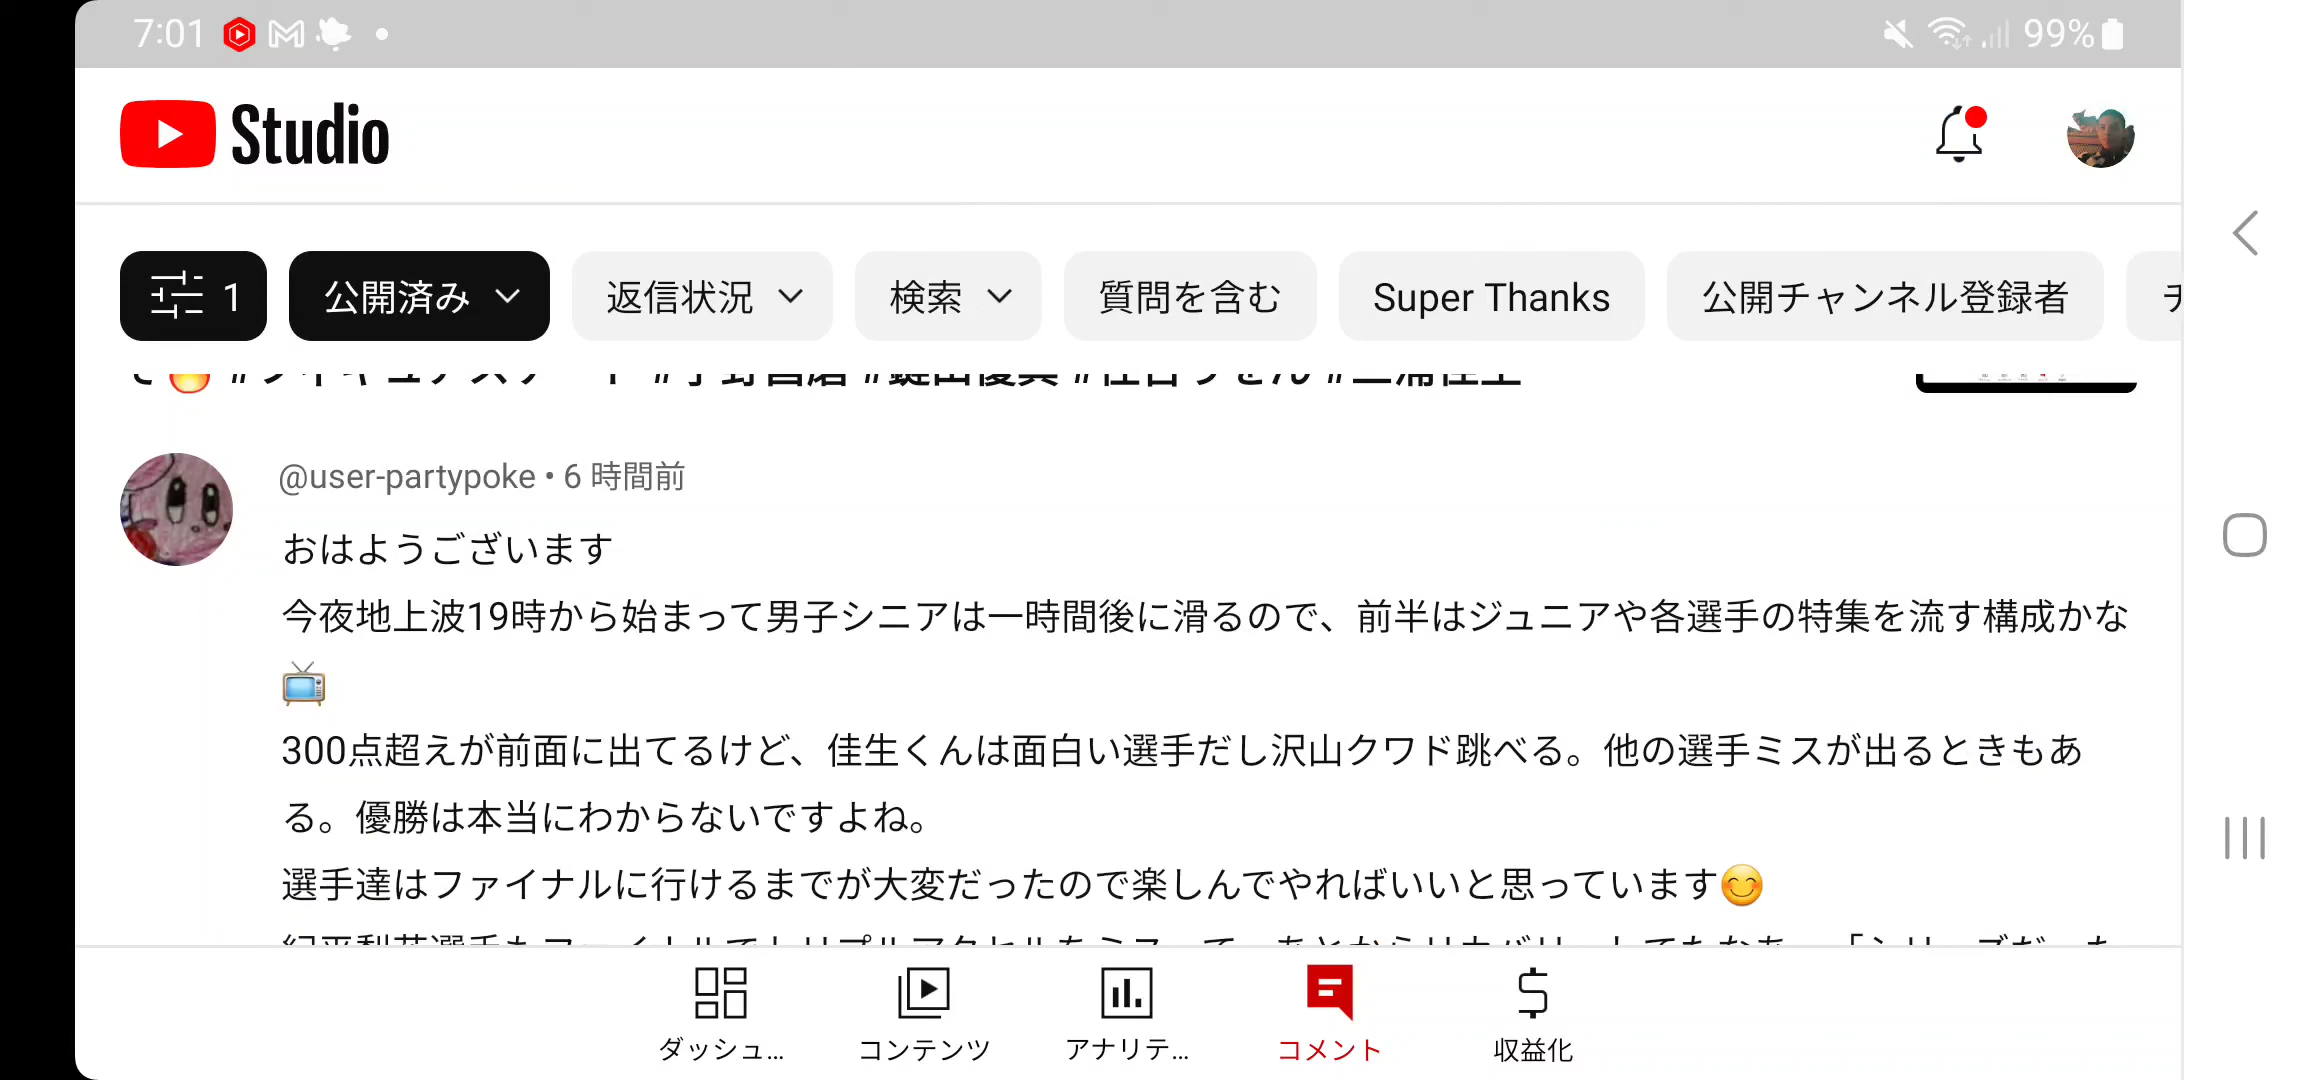 7:01
99%
Studio
1
公開済み
返信状況
検索
質問を含む
Super Thanks
公開チャンネル登録者
@user-partypoke • 6 時間前
おはようございます
今夜地上波19時から始まって男子シニアは一時間後に滑るので、前半はジュニアや各選手の特集を流す構成かな
📺
300点超えが前面に出てるけど、佳生くんは面白い選手だし沢山クワド跳べる。他の選手ミスが出るときもあ
る。優勝は本当にわからないですよね。
選手達はファイナルに行けるまでが大変だったので楽しんでやればいいと思っています😊
ダッシュ...
コンテンツ
アナリテ...
コメント
収益化